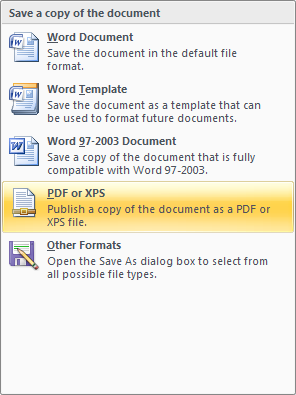 Save a copy of the document
Word Document
Save the document in the default file
format.
Word Template
Save the document as a template that can
be used to format future documents.
Word 97-2003 Document
Save a copy of the document that is fully
compatible with Word 97-2003.
PDF or XPS
Publish a copy of the document as a PDF or
XPS file.
Other Formats
Open the Save As dialog box to select from
all possible file types.